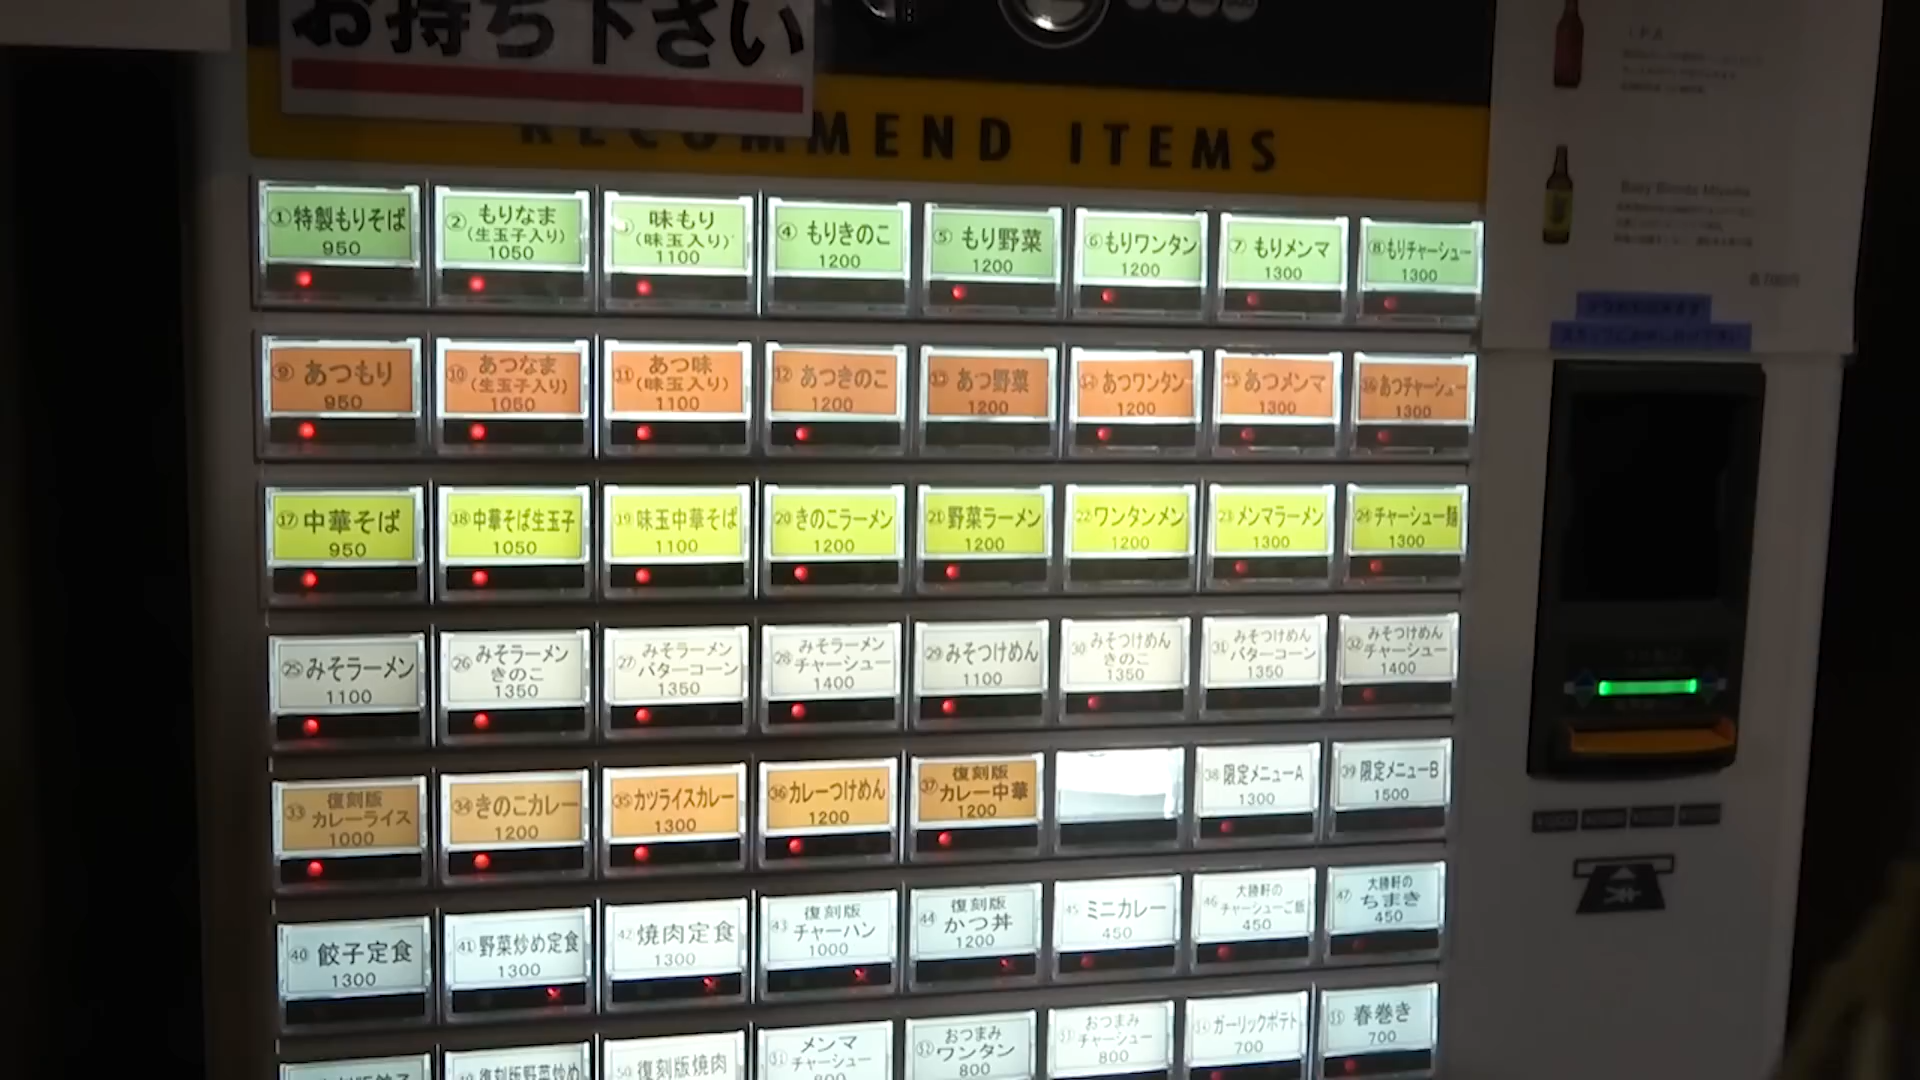 お持ち下さい
RECOMMEND ITEMS
①特製もりそば
950
②もりなま
(生玉子入り)
1050
味もり
(味玉入り)
1100
④もりきのこ
1200
⑤もり野菜
1200
⑥もりワンタン
1200
⑦もりメンマ
1300
⑧もりチャーシュー
1300
⑨あつもり
950
⑩あつなま
(生玉子入り)
1050
⑪あつ味
(味玉入り)
1100
⑫あつきのこ
1200
⑬あつ野菜
1200
⑭あつワンタン
1200
⑮あつメンマ
1300
⑯あつチャーシュー
1300
⑰中華そば
950
⑱中華そば生玉子
1050
⑲味玉中華そば
1100
⑳きのこラーメン
1200
㉑野菜ラーメン
1200
㉒ワンタンメン
1200
㉓メンマラーメン
1300
㉔チャーシュー麺
1300
㉕みそラーメン
1100
㉖みそラーメン
きのこ
1350
㉗みそラーメン
バターコーン
1350
㉘みそラーメン
チャーシュー
1400
㉙みそつけめん
1100
㉚みそつけめん
きのこ
1350
㉛みそつけめん
バターコーン
1350
㉜みそつけめん
チャーシュー
1400
㉝復刻版
カレーライス
1000
㉞きのこカレー
1200
㉟カツライスカレー
1300
㊱カレーつけめん
1200
㊲復刻版
カレー中華
1200
㊳限定メニューA
1300
㊴限定メニューB
1500
㊵餃子定食
1300
㊶野菜炒め定食
1300
㊷焼肉定食
1300
㊸復刻版
チャーハン
1000
㊹復刻版
かつ丼
1200
㊺ミニカレー
450
㊻大勝軒の
チャーシューご飯
450
㊼大勝軒の
ちまき
450
復刻版野菜炒め
㊿復刻版焼肉
メンマ
チャーシュー
800
おつまみ
ワンタン
800
おつまみ
チャーシュー
800
ガーリックポテト
700
春巻き
700
IPA